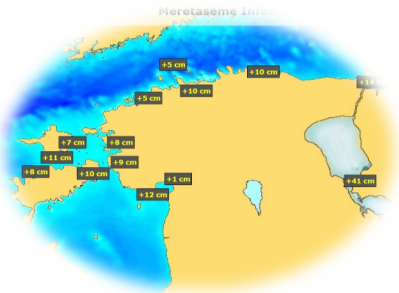 Meretaseme
+5 cm
+10 cm
+14
+10 cm
+5 cm
+7 cm
+8 cm
+11 cm
+9 cm
+8 cm
+10 cm
+1 cm
+41 cm
+12 cm